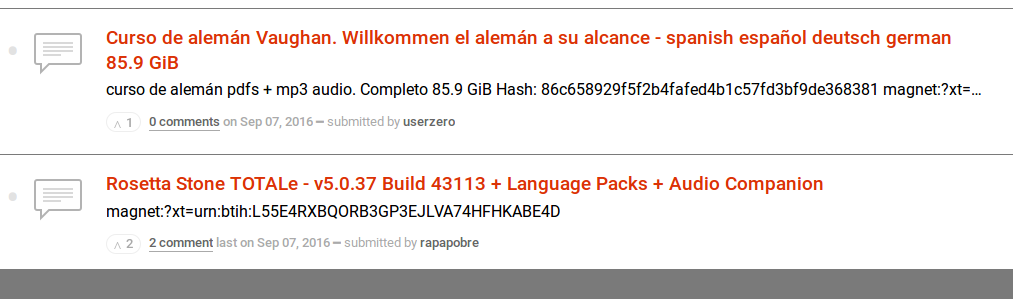 Curso de alemán Vaughan. Willkommen el alemán a su alcance - spanish español deutsch german
85.9 GiB
curso de alemán pdfs + mp3 audio. Completo 85.9 GiB Hash: 86c658929f5f2b4fafed4b1c57fd3bf9de368381 magnet:?xt=…
1 0 comments on Sep 07, 2016 – submitted by userzero
Rosetta Stone TOTALe - v5.0.37 Build 43113 + Language Packs + Audio Companion
magnet:?xt=urn:btih:L55E4RXBQORB3GP3EJLVA74HFHKABE4D
2 2 comment last on Sep 07, 2016 – submitted by rapapobre